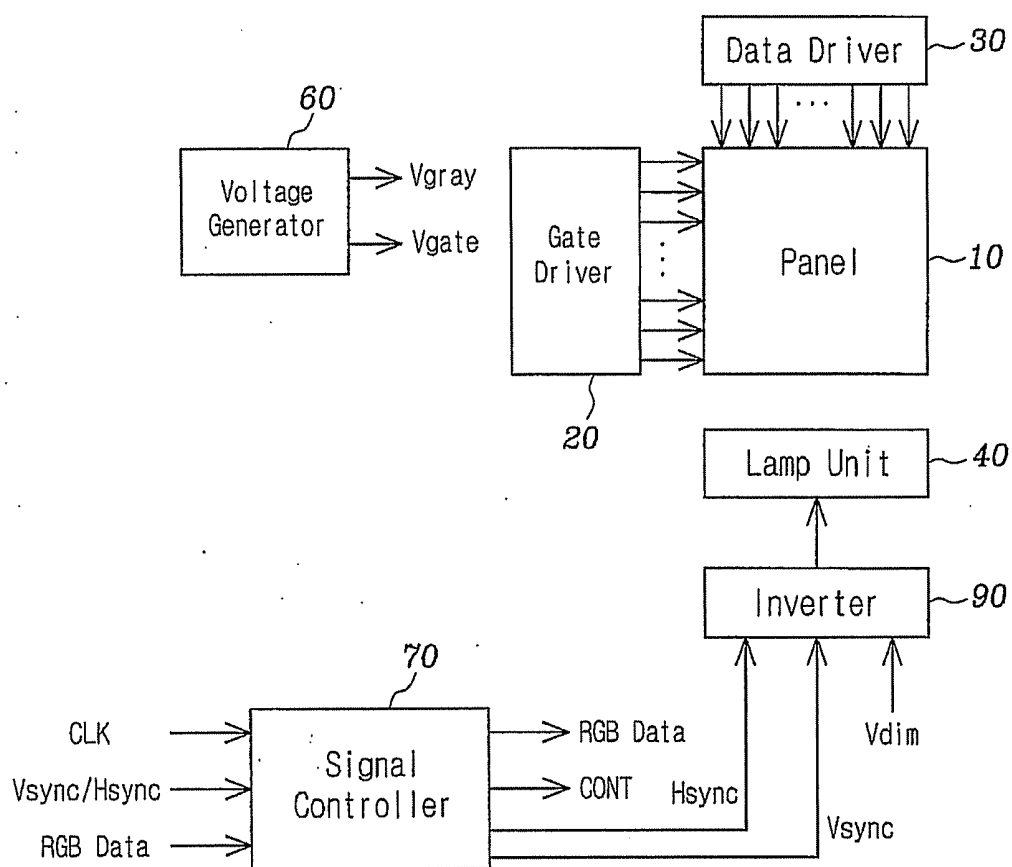 Data Driver
30
60
Voltage
Generator
Vgray
Vgate
Gate
Driver
Panel
10
20
Lamp Unit
40
Inverter
90
70
CLK
Vsync/Hsync
RGB Data
Signal
Controller
RGB Data
CONT
Hsync
Vsync
Vdim